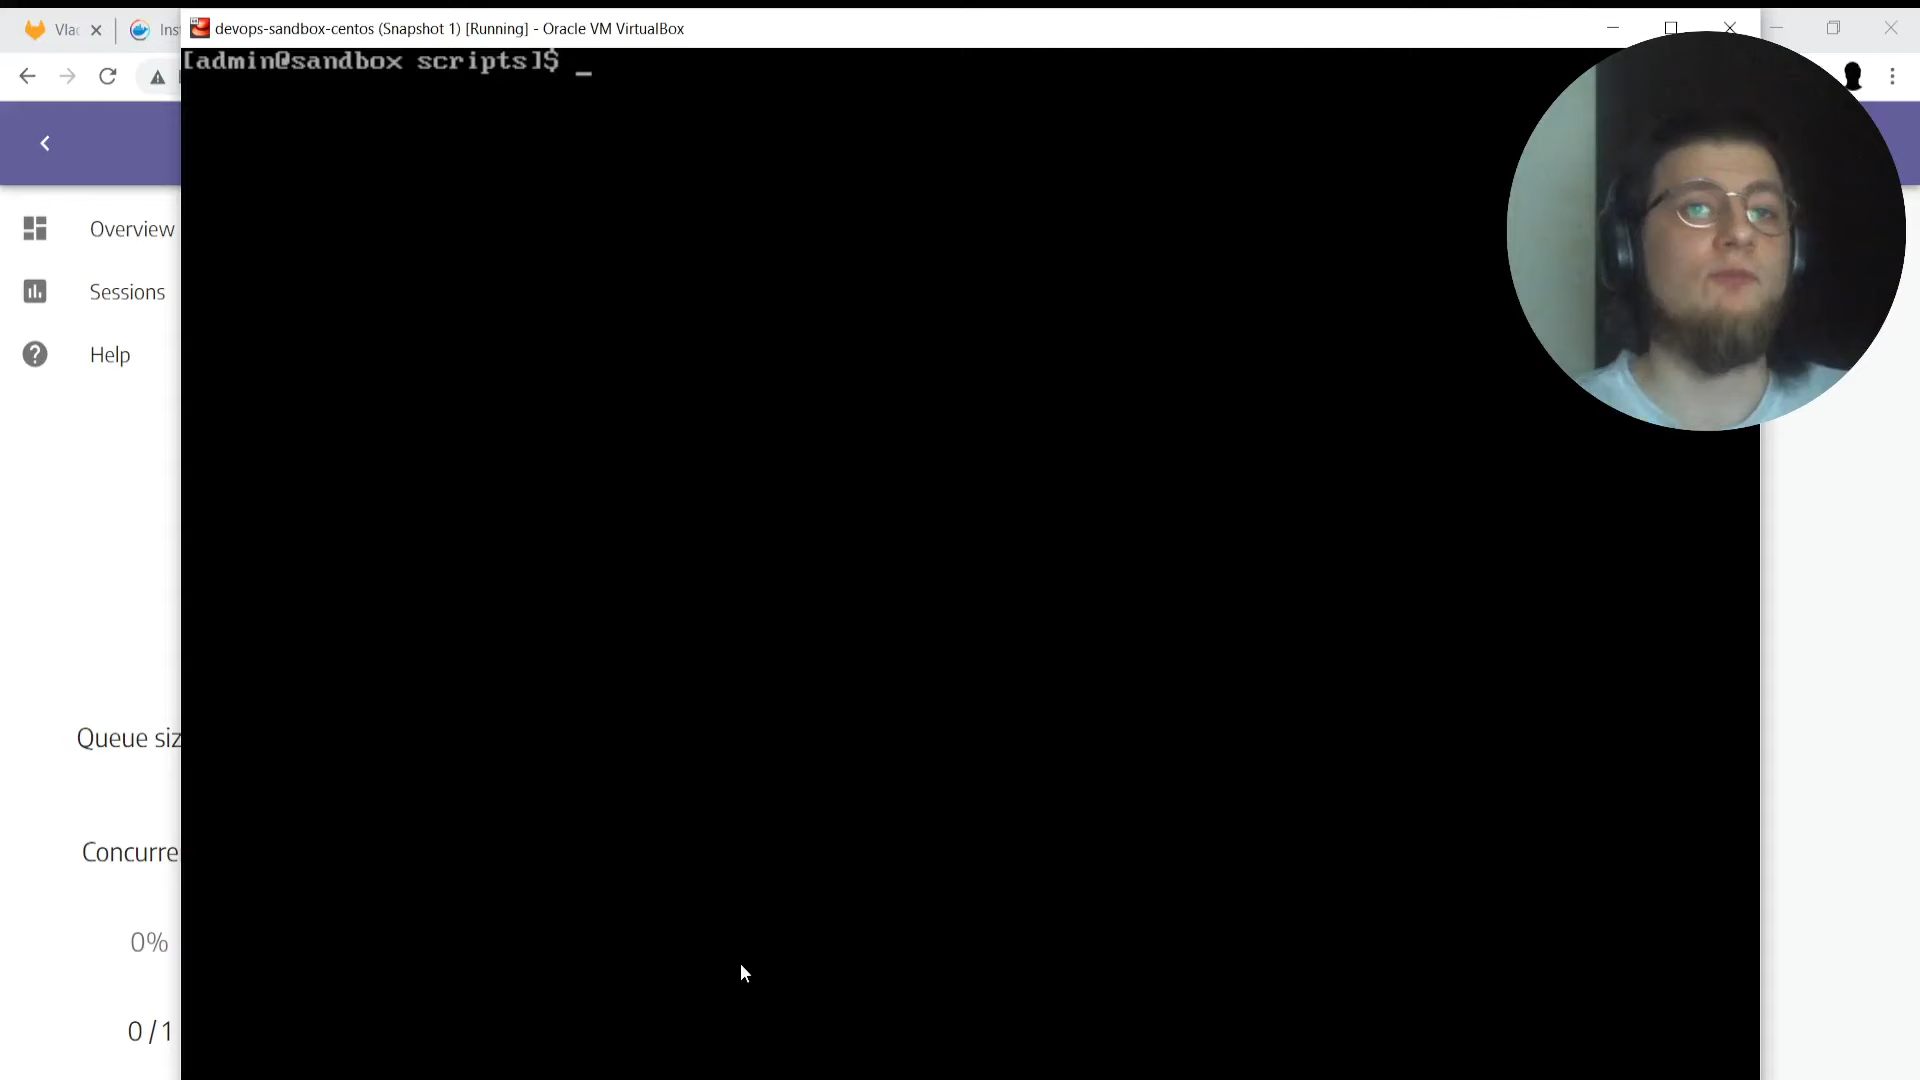 Vla
Ins
devops-sandbox-centos (Snapshot 1) [Running] - Oracle VM VirtualBox
[admin@sandbox scripts]$ _
Overview
Sessions
Help
Queue siz
Concurre
0%
0 / 1